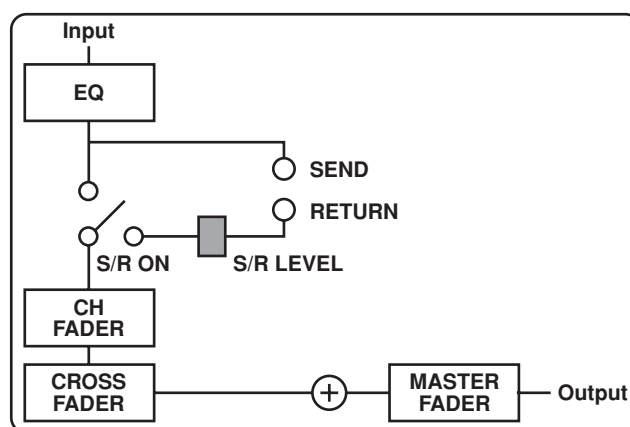 Input
EQ
SEND
RETURN
S/R ON
S/R LEVEL
CH
FADER
CROSS
FADER
MASTER
FADER
Output